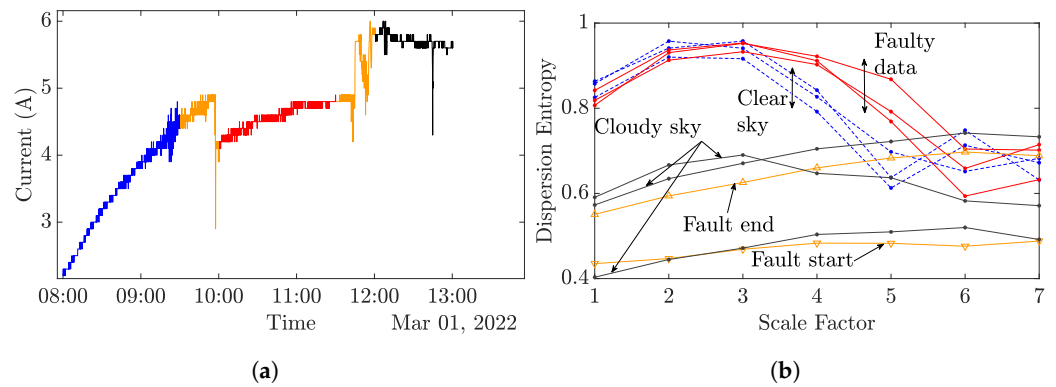 6
5
4
3
Current (A)
08:00
09:00
10:00
11:00
12:00
13:00
Time
Mar 01, 2022
(a)
1
0.8
0.6
0.4
Dispersion Entropy
Faulty
data
Clear
sky
Cloudy sky
Fault end
Fault start
1
2
3
4
5
6
7
Scale Factor
(b)